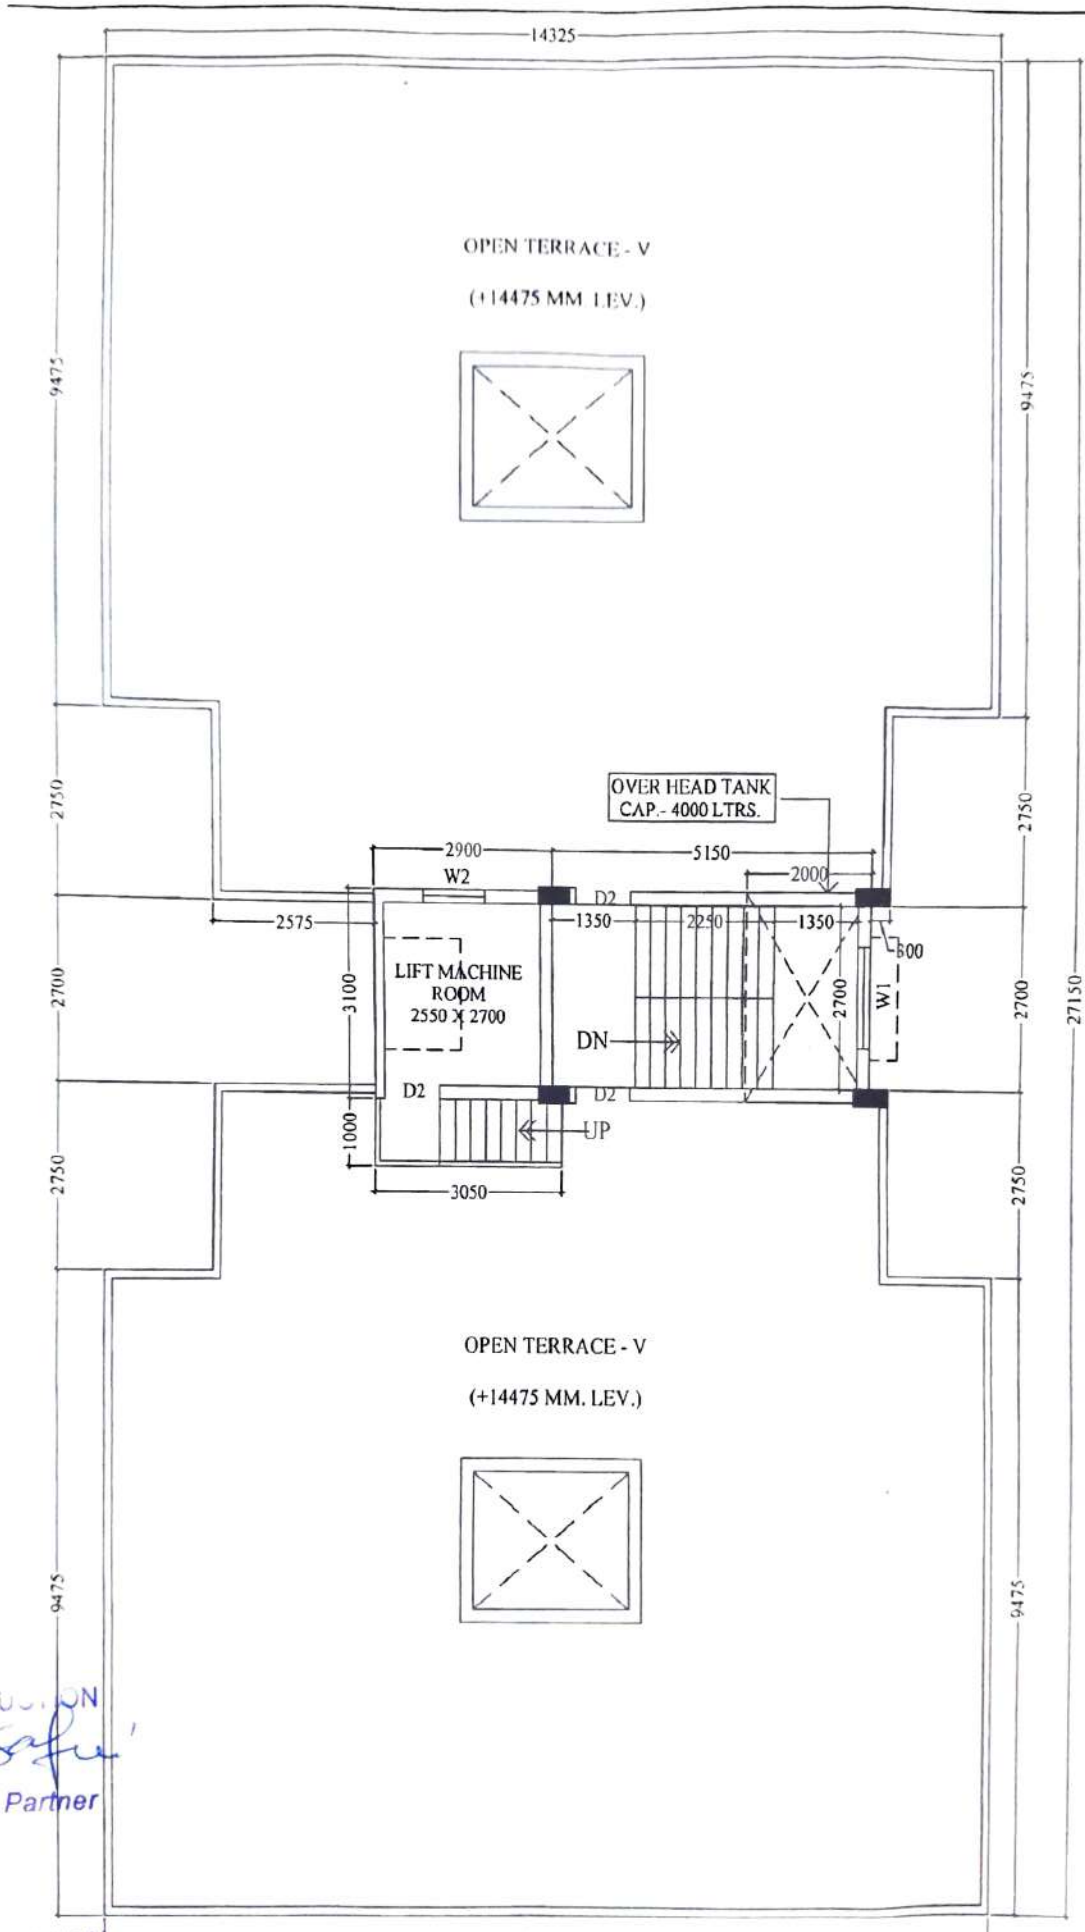 14325
OPEN TERRACE - V
(+14475 MM LEV.)
9475
9475
2750
2750
OVER HEAD TANK
CAP.- 4000 LTRS.
2900
5150
W2
2000
D2
2575
1350
2250
1350
300
LIFT MACHINE
ROOM
2550 X 2700
3100
2700
2700
W1
2700
27150
DN
D2
D2
1000
UP
2750
2750
3050
OPEN TERRACE - V
(+14475 MM. LEV.)
9475
9475
Partner